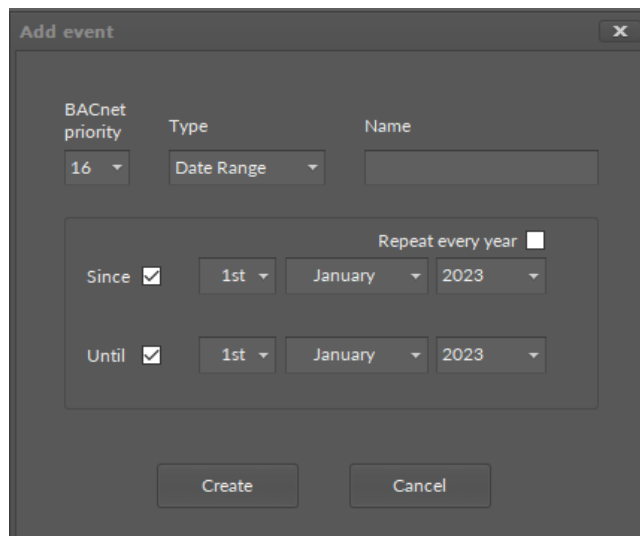 Add event
x
BACnet
priority
Type
Name
16
Date Range
Repeat every year
Since 1st January 2023
Until 1st January 2023
Create Cancel